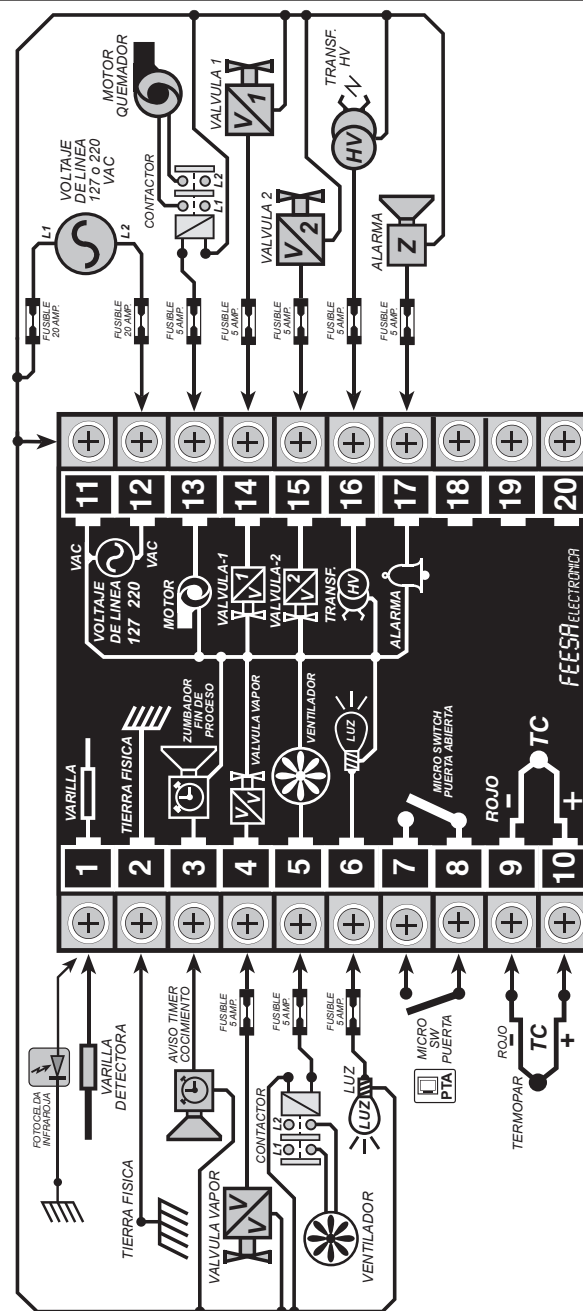 MOTOR
QUEMADOR
VOLTAJE
DE LINEA
127 o 220
VAC
L1
L2
CONTACTOR
L1
L2
VALVULA 1
V/1
VALVULA 2
V/2
TRANSF.
HV
HV
ALARMA
Z
FUSIBLE
20 AMP.
FUSIBLE
20 AMP.
FUSIBLE
5 AMP.
FUSIBLE
5 AMP.
FUSIBLE
5 AMP.
FUSIBLE
5 AMP.
FUSIBLE
5 AMP.
11
12
13
14
15
16
17
18
19
20
VAC
VAC
VOLTAJE
DE LINEA
127 220
MOTOR
VALVULA-1
V1
VALVULA-2
V2
TRANSF.
HV
ALARMA
FEESA ELECTRONICA
VARILLA
TIERRA FISICA
ZUMBADOR
FIN DE
PROCESO
VALVULA VAPOR
V V
VENTILADOR
LUZ
MICRO SWITCH
PUERTA ABIERTA
ROJO
–
TC
+
1
2
3
4
5
6
7
8
9
10
FOTOCELDA
INFRAROJA
VARILLA
DETECTORA
TIERRA FISICA
AVISO TIMER
COCIMIENTO
VALVULA VAPOR
V V
FUSIBLE
5 AMP.
FUSIBLE
5 AMP.
FUSIBLE
5 AMP.
CONTACTOR
L1
L2
VENTILADOR
LUZ
LUZ
MICRO
SW
PUERTA
PTA
TERMOPAR
ROJO
–
TC
+